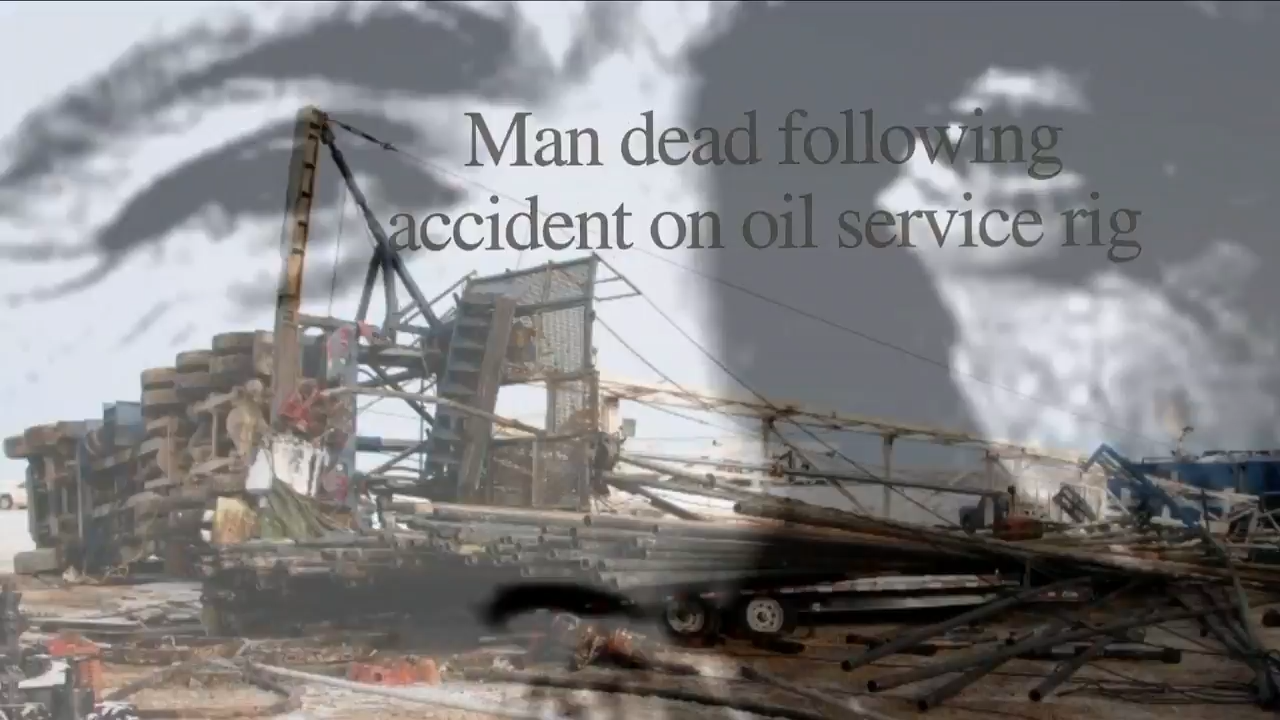 Man dead following
accident on oil service rig